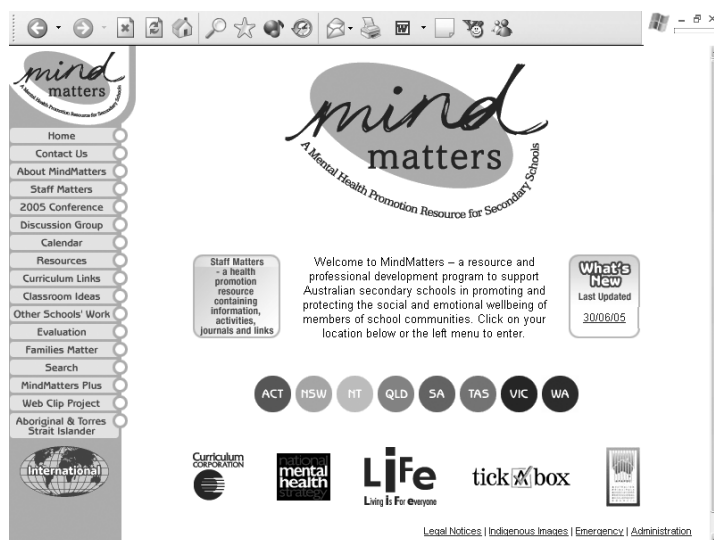 mind
matters
A Mental Health Promotion Resource for Secondary Schools
Home
Contact Us
About MindMatters
Staff Matters
2005 Conference
Discussion Group
Calendar
Resources
Curriculum Links
Classroom Ideas
Other Schools' Work
Evaluation
Families Matter
Search
MindMatters Plus
Web Clip Project
Aboriginal & Torres
Strait Islander
International
mind
matters
A Mental Health Promotion Resource for Secondary Schools
Staff Matters
- a health
promotion
resource
containing
information,
activities,
journals and links
Welcome to MindMatters – a resource and
professional development program to support
Australian secondary schools in promoting and
protecting the social and emotional wellbeing of
members of school communities. Click on your
location below or the left menu to enter.
What's
New
Last Updated
30/06/05
ACT NSW NT QLD SA TAS VIC WA
Curriculum
CORPORATION
national
mental
health
strategy
LiFe
Living Is For everyone
tick A box
Legal Notices | Indigenous Images | Emergency | Administration